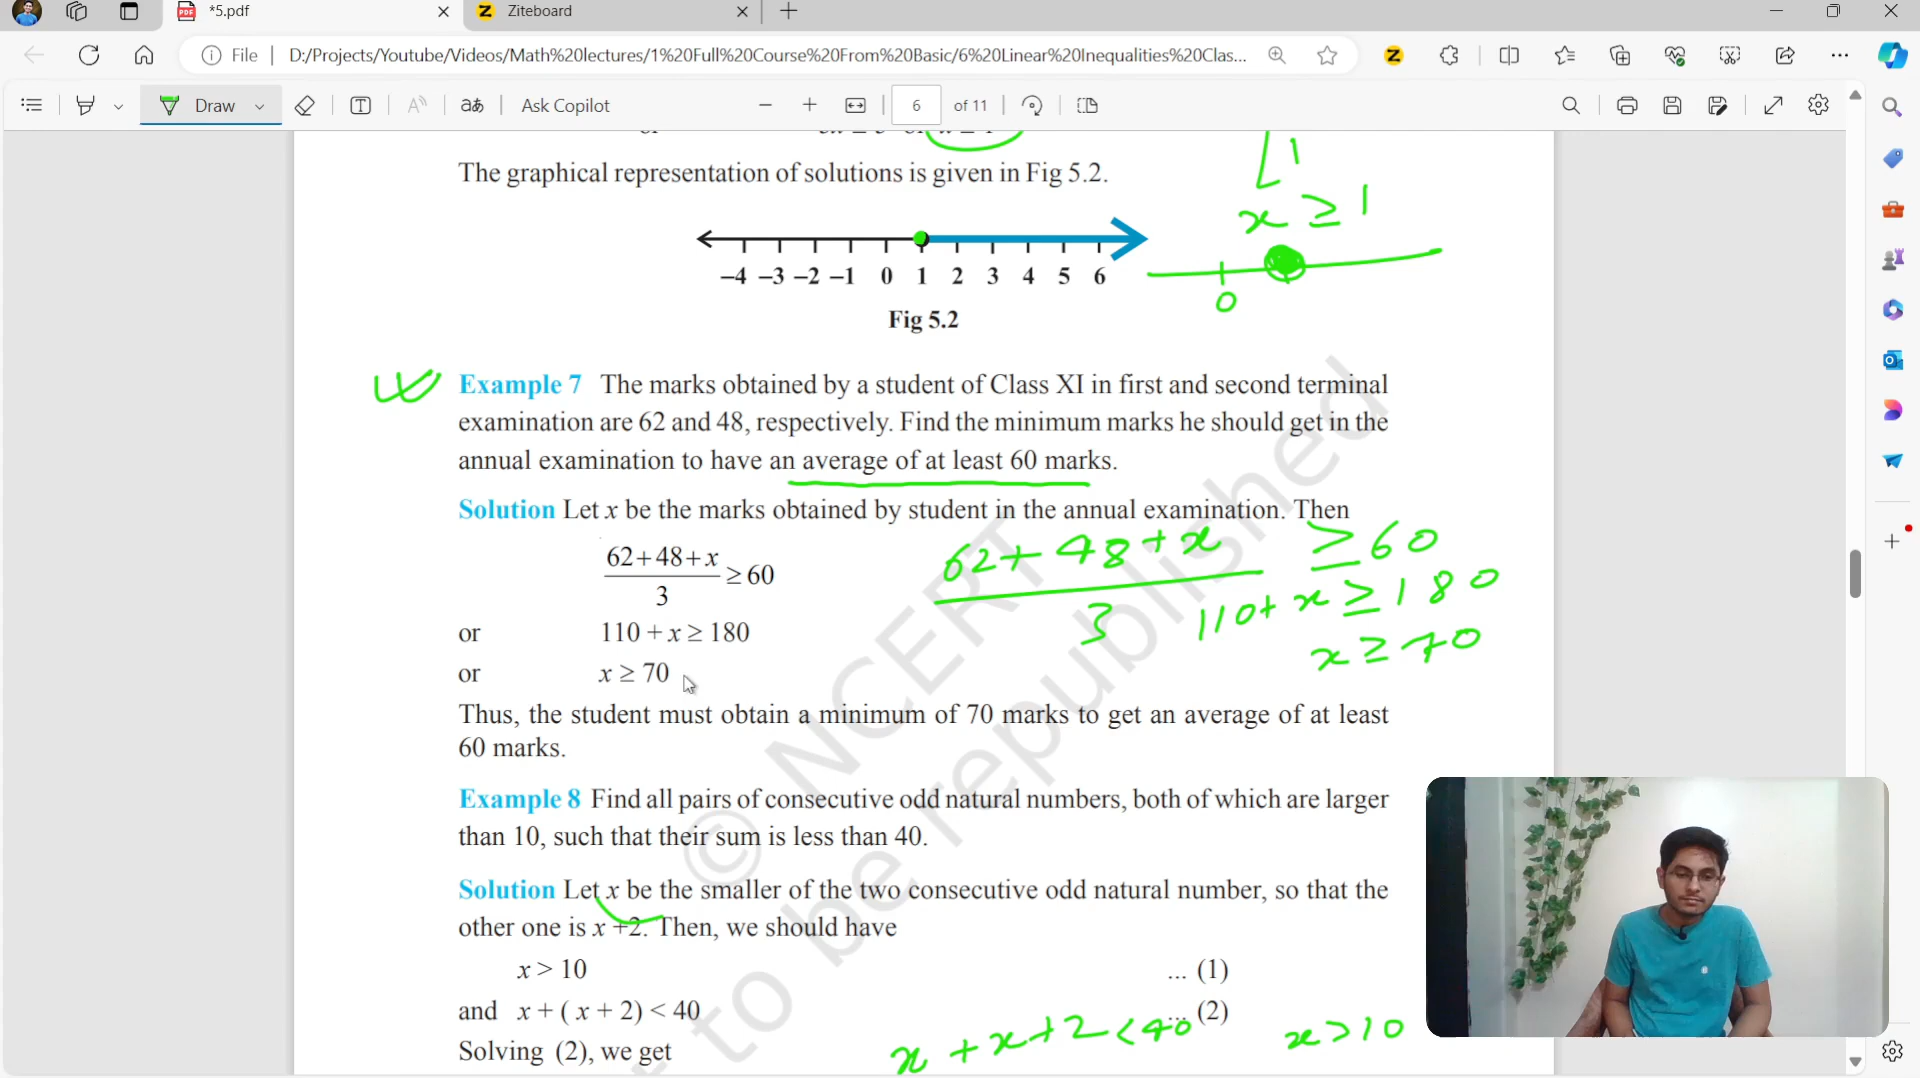 *5.pdf
Ziteboard
File D:/Projects/Youtube/Videos/Math%20lectures/1%20Full%20Course%20From%20Basic/6%20Linear%20Inequalities%20Clas...
Draw aあ Ask Copilot 6 of 11
The graphical representation of solutions is given in Fig 5.2.
1
x ≥ 1
–4 –3 –2 –1 0 1 2 3 4 5 6
0
Fig 5.2
Example 7 The marks obtained by a student of Class XI in first and second terminal
examination are 62 and 48, respectively. Find the minimum marks he should get in the
annual examination to have an average of at least 60 marks.
Solution Let x be the marks obtained by student in the annual examination. Then
62+48+x
3
≥ 60
62+48+x
3
≥60
or 110 + x ≥ 180
110+ x ≥ 180
or x ≥ 70
x ≥ 70
Thus, the student must obtain a minimum of 70 marks to get an average of at least
60 marks.
Example 8 Find all pairs of consecutive odd natural numbers, both of which are larger
than 10, such that their sum is less than 40.
Solution Let x be the smaller of the two consecutive odd natural number, so that the
other one is x +2. Then, we should have
x > 10 ... (1)
and x + ( x + 2) < 40 ... (2)
x + x + 2 < 40 x > 10
Solving (2), we get
© NCERT
to be republished